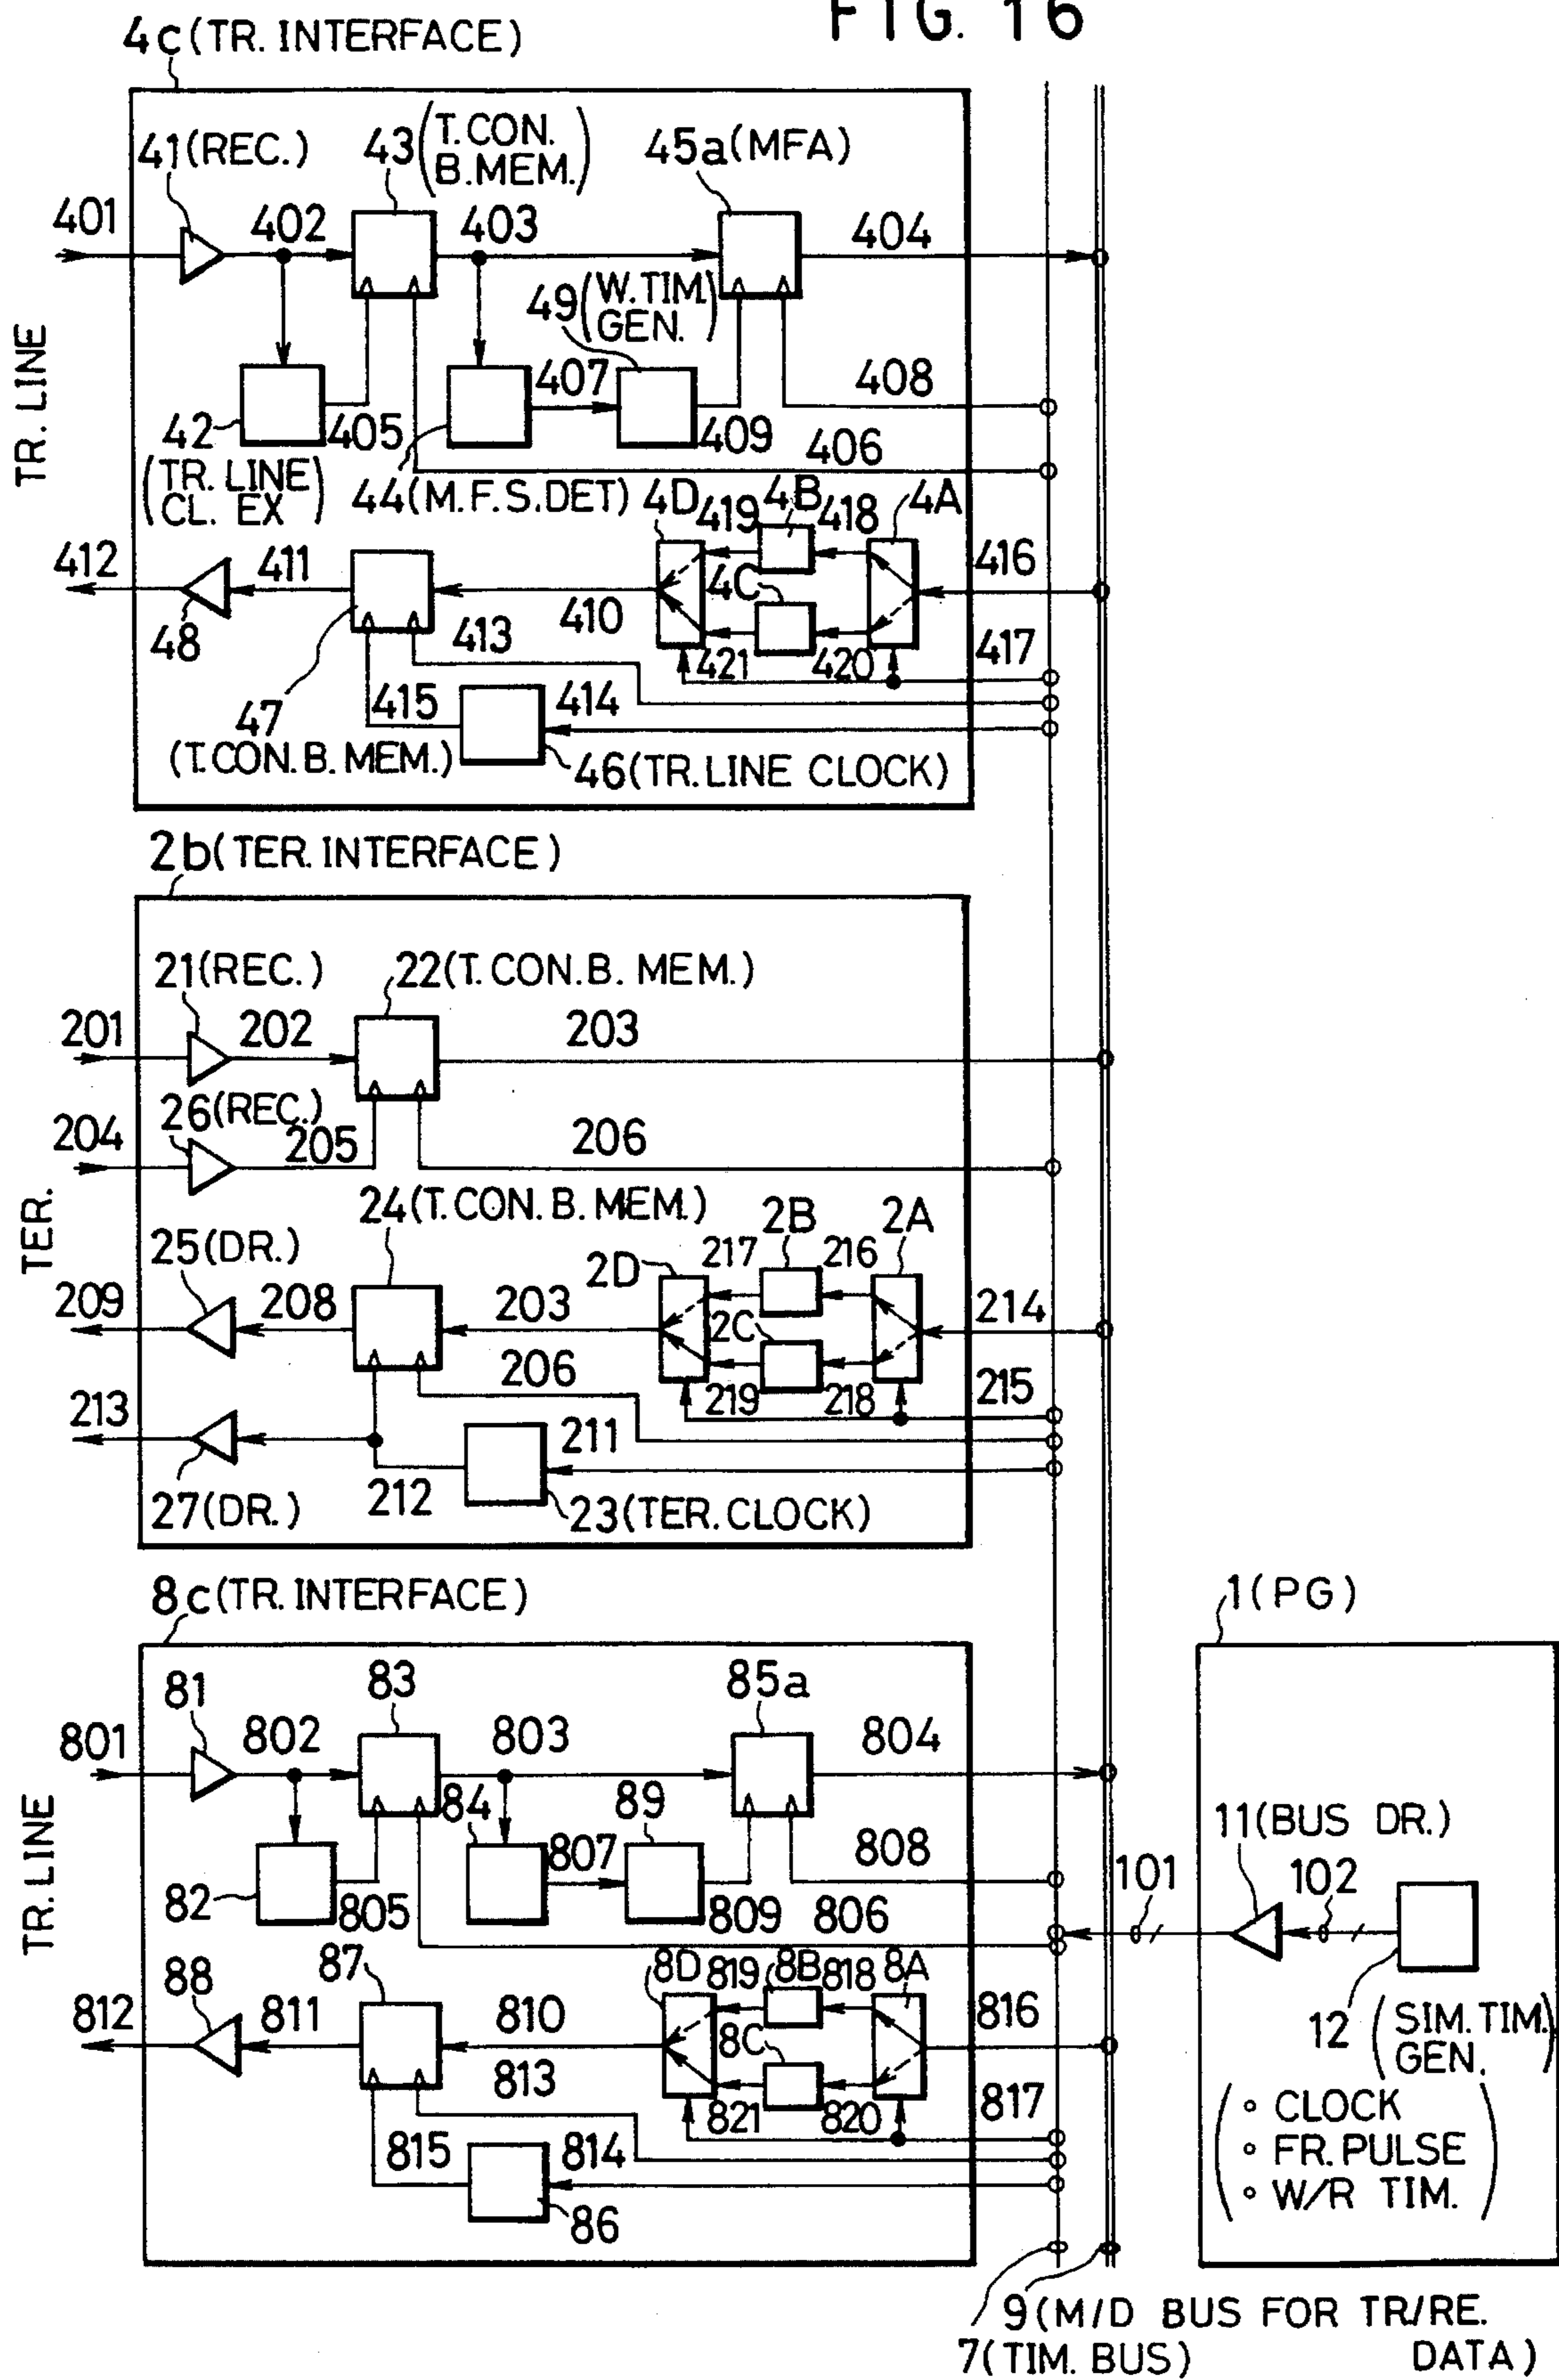 FIG. 16
4c(TR. INTERFACE)
41(REC.)
43(T.CON. B.MEM.)
45a(MFA)
401
402
403
404
49(W.TIM. GEN.)
TR. LINE
42
405
407
409
408
406
(TR. LINE CL. EX)
44(M.F.S.DET)
4D
419
4B
418
4A
412
411
410
4C
416
48
413
421
420
417
47
415
414
(T.CON.B.MEM.)
46(TR.LINE CLOCK)
2b(TER. INTERFACE)
21(REC.)
22(T.CON.B. MEM.)
201
202
203
26(REC.)
204
205
206
TER.
24(T.CON.B.MEM.)
25(DR.)
2D
217
2B
216
2A
209
208
203
2C
214
206
219
218
215
213
211
212
27(DR.)
23(TER.CLOCK)
8c(TR. INTERFACE)
1(PG)
81
83
85a
801
802
803
804
84
89
TR. LINE
807
808
82
805
809
806
101
11(BUS DR.)
102
88
87
8D
819
8B
818
8A
812
811
810
8C
816
12(SIM.TIM. GEN.)
813
821
820
817
815
814
86
(∘ CLOCK
∘ FR.PULSE
∘ W/R TIM.)
9(M/D BUS FOR TR/RE. DATA)
7(TIM. BUS)